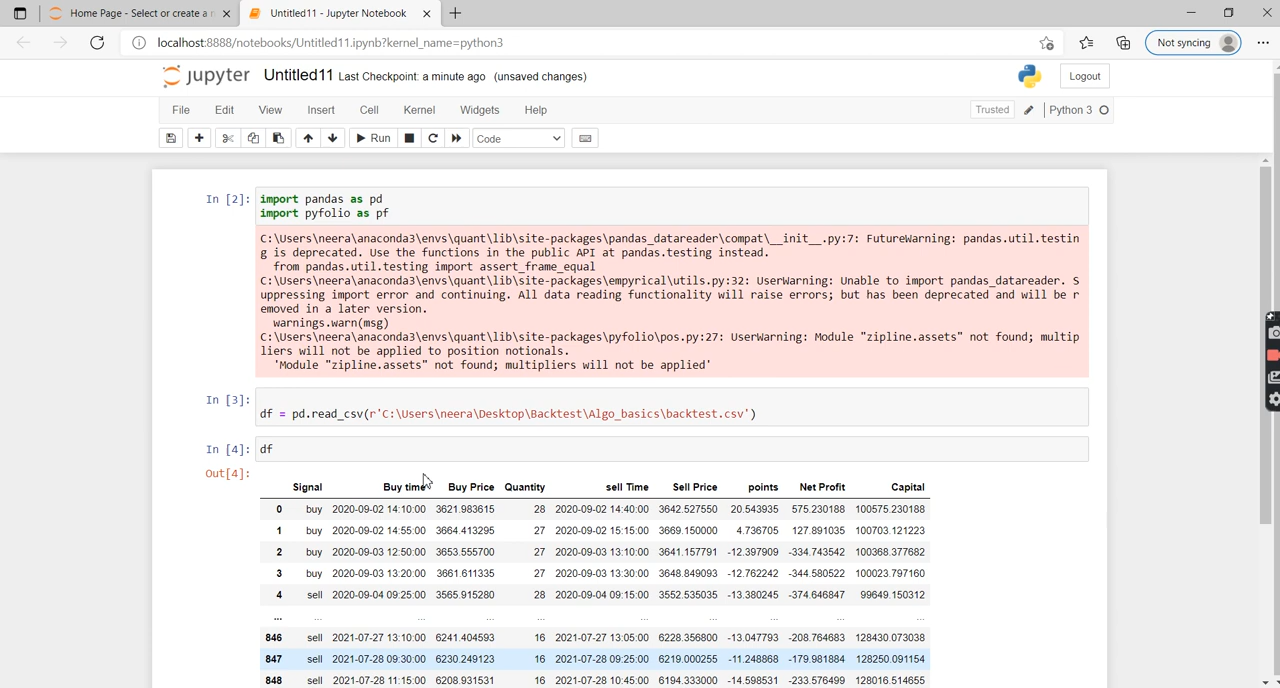 Home Page - Select or create a n
Untitled11 - Jupyter Notebook
localhost:8888/notebooks/Untitled11.ipynb?kernel_name=python3
Not syncing
jupyter Untitled11 Last Checkpoint: a minute ago (unsaved changes)
Logout
File Edit View Insert Cell Kernel Widgets Help
Trusted Python 3
Run Code
In [2]: import pandas as pd
import pyfolio as pf
C:\Users\neera\anaconda3\envs\quant\lib\site-packages\pandas_datareader\compat\__init__.py:7: FutureWarning: pandas.util.testin
g is deprecated. Use the functions in the public API at pandas.testing instead.
from pandas.util.testing import assert_frame_equal
C:\Users\neera\anaconda3\envs\quant\lib\site-packages\empyrical\utils.py:32: UserWarning: Unable to import pandas_datareader. S
uppressing import error and continuing. All data reading functionality will raise errors; but has been deprecated and will be r
emoved in a later version.
warnings.warn(msg)
C:\Users\neera\anaconda3\envs\quant\lib\site-packages\pyfolio\pos.py:27: UserWarning: Module "zipline.assets" not found; multip
liers will not be applied to position notionals.
'Module "zipline.assets" not found; multipliers will not be applied'
In [3]:
df = pd.read_csv(r'C:\Users\neera\Desktop\Backtest\Algo_basics\backtest.csv')
In [4]: df
Out[4]:
Signal Buy time Buy Price Quantity sell Time Sell Price points Net Profit Capital
0 buy 2020-09-02 14:10:00 3621.983615 28 2020-09-02 14:40:00 3642.527550 20.543935 575.230188 100575.230188
1 buy 2020-09-02 14:55:00 3664.413295 27 2020-09-02 15:15:00 3669.150000 4.736705 127.891035 100703.121223
2 buy 2020-09-03 12:50:00 3653.555700 27 2020-09-03 13:10:00 3641.157791 -12.397909 -334.743542 100368.377682
3 buy 2020-09-03 13:20:00 3661.611335 27 2020-09-03 13:30:00 3648.849093 -12.762242 -344.580522 100023.797160
4 sell 2020-09-04 09:25:00 3565.915280 28 2020-09-04 09:15:00 3552.535035 -13.380245 -374.646847 99649.150312
... ... ... ... ... ... ... ... ... ...
846 sell 2021-07-27 13:10:00 6241.404593 16 2021-07-27 13:05:00 6228.356800 -13.047793 -208.764683 128430.073038
847 sell 2021-07-28 09:30:00 6230.249123 16 2021-07-28 09:25:00 6219.000255 -11.248868 -179.981884 128250.091154
848 sell 2021-07-28 11:15:00 6208.931531 16 2021-07-28 10:45:00 6194.333000 -14.598531 -233.576499 128016.514655